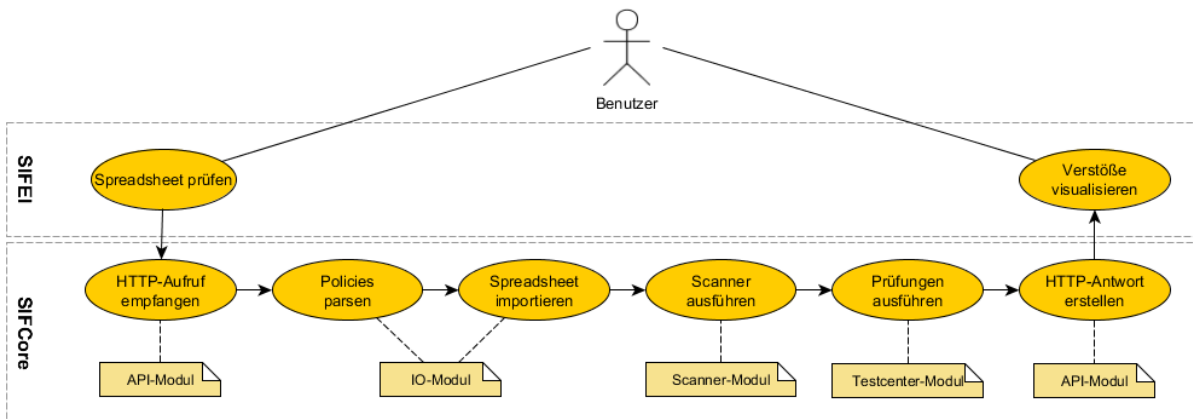 Benutzer
SIFEI
Spreadsheet prüfen
Verstöße
visualisieren
SIFCore
HTTP-Aufruf
empfangen
Policies
parsen
Spreadsheet
importieren
Scanner
ausführen
Prüfungen
ausführen
HTTP-Antwort
erstellen
API-Modul
IO-Modul
Scanner-Modul
Testcenter-Modul
API-Modul